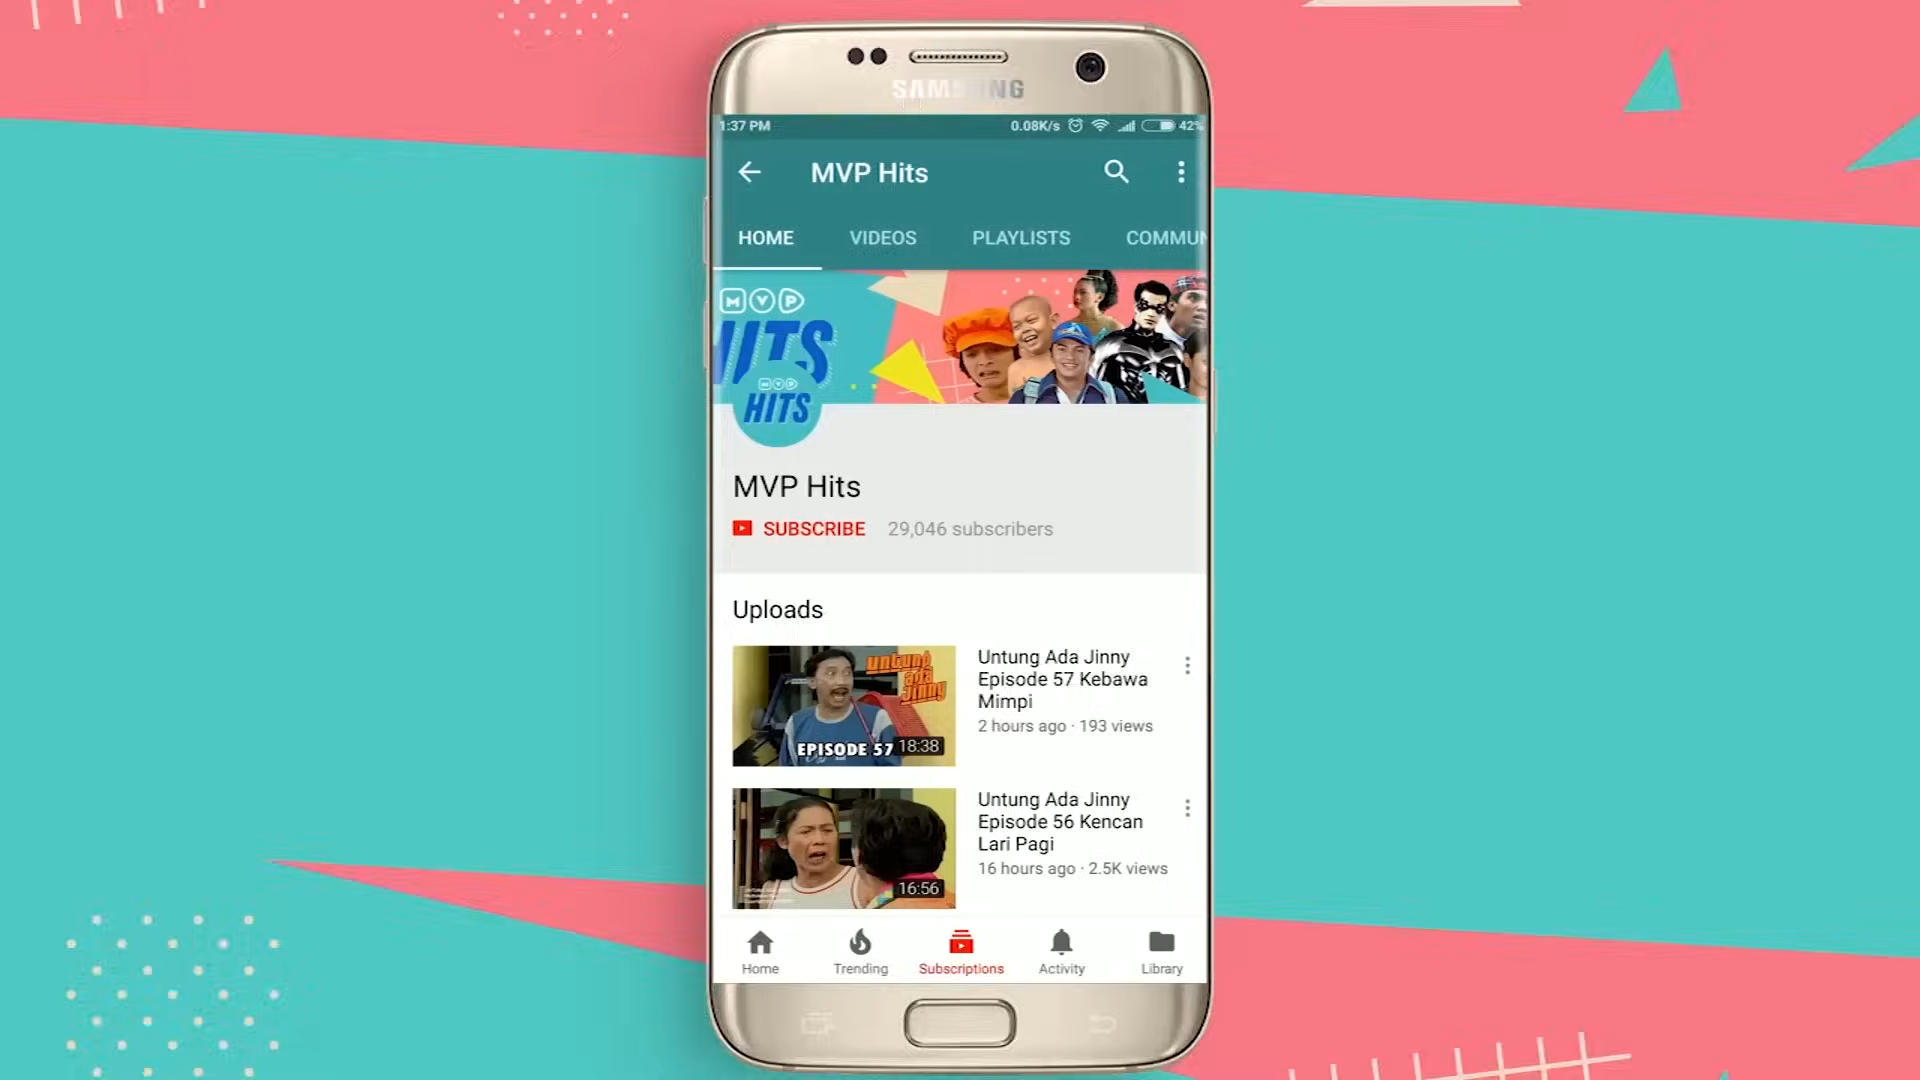 SAMSUNG
1:37 PM
0.08K/s
42%
MVP Hits
HOME
VIDEOS
PLAYLISTS
COMMUN
MVP
HITS
MVP
HITS
MVP Hits
SUBSCRIBE
29,046 subscribers
Uploads
untung
ada
jinny
EPISODE 57
18:38
Untung Ada Jinny
Episode 57 Kebawa
Mimpi
2 hours ago · 193 views
16:56
Untung Ada Jinny
Episode 56 Kencan
Lari Pagi
16 hours ago · 2.5K views
Home
Trending
Subscriptions
Activity
Library